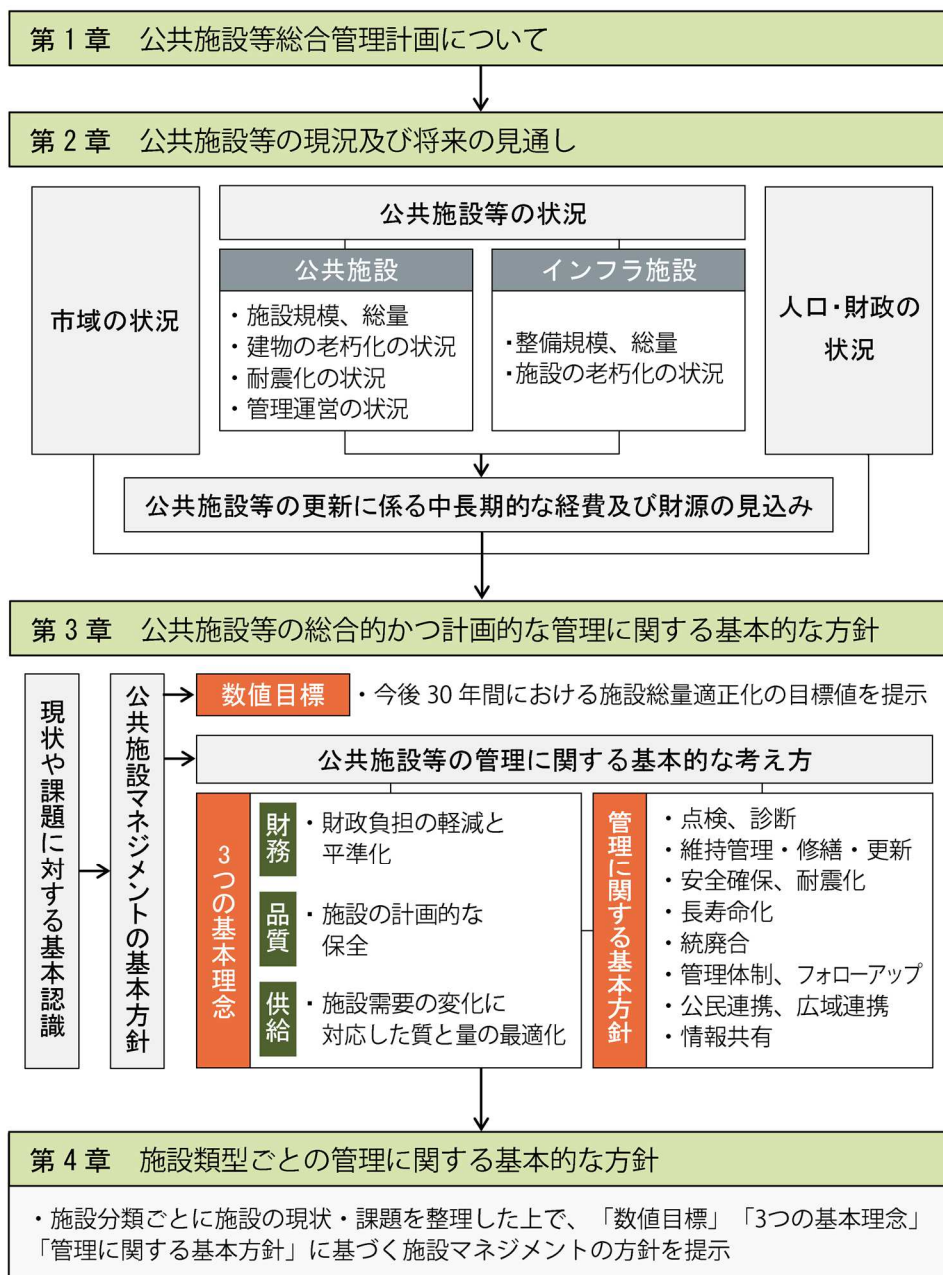 第1章 公共施設等総合管理計画について
第2章 公共施設等の現況及び将来の見通し
市域の状況
公共施設等の状況
公共施設
・施設規模、総量
・建物の老朽化の状況
・耐震化の状況
・管理運営の状況
インフラ施設
・整備規模、総量
・施設の老朽化の状況
人口・財政の
状況
公共施設等の更新に係る中長期的な経費及び財源の見込み
第3章 公共施設等の総合的かつ計画的な管理に関する基本的な方針
現状や課題に対する基本認識
公共施設マネジメントの基本方針
数値目標
・今後30年間における施設総量適正化の目標値を提示
公共施設等の管理に関する基本的な考え方
3つの基本理念
財務
・財政負担の軽減と
平準化
品質
・施設の計画的な
保全
供給
・施設需要の変化に
対応した質と量の最適化
管理に関する基本方針
・点検、診断
・維持管理・修繕・更新
・安全確保、耐震化
・長寿命化
・統廃合
・管理体制、フォローアップ
・公民連携、広域連携
・情報共有
第4章 施設類型ごとの管理に関する基本的な方針
・施設分類ごとに施設の現状・課題を整理した上で、「数値目標」「3つの基本理念」
「管理に関する基本方針」に基づく施設マネジメントの方針を提示